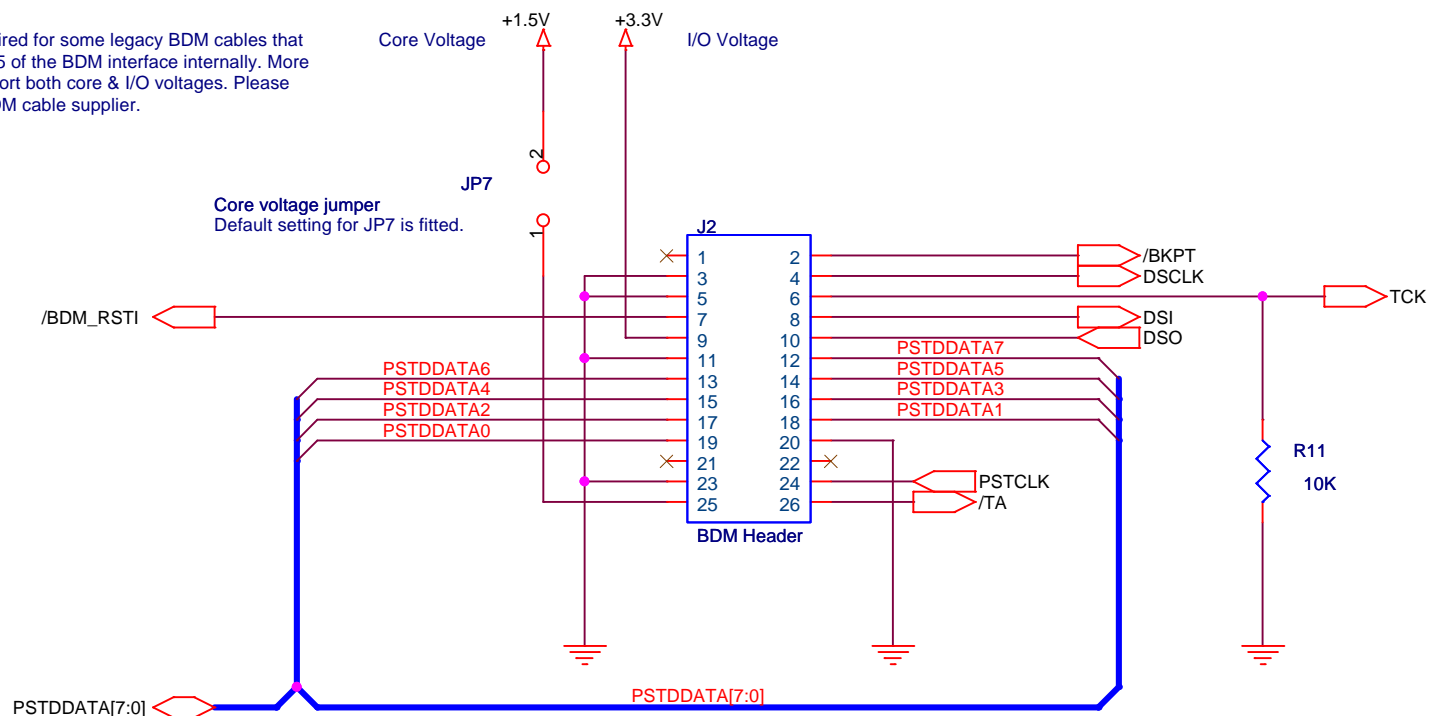 +1.5V
+3.3V
ired for some legacy BDM cables that
5 of the BDM interface internally. More
ort both core & I/O voltages. Please
DM cable supplier.
Core Voltage
I/O Voltage
2
JP7
Core voltage jumper
Default setting for JP7 is fitted.
1
J2
1 2 /BKPT
3 4 DSCLK
5 6 TCK
/BDM_RSTI 7 8 DSI
9 10 DSO
11 12 PSTDDATA7
PSTDDATA6 13 14 PSTDDATA5
PSTDDATA4 15 16 PSTDDATA3
PSTDDATA2 17 18 PSTDDATA1
PSTDDATA0 19 20
21 22
23 24 PSTCLK
25 26 /TA
BDM Header
R11
10K
PSTDDATA[7:0]
PSTDDATA[7:0]